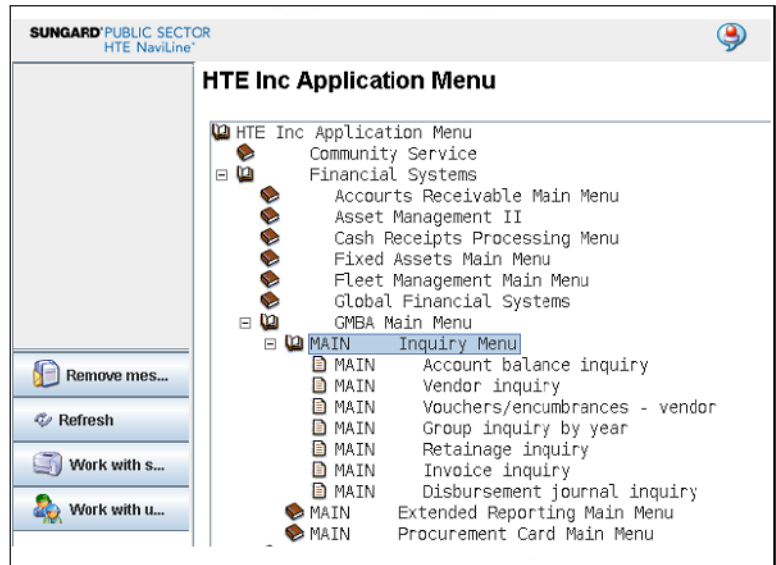 SUNGARD® PUBLIC SECTOR
HTE NaviLine®
HTE Inc Application Menu
HTE Inc Application Menu
Community Service
Financial Systems
Accourts Receivable Main Menu
Asset Management II
Cash Receipts Processing Menu
Fixed Assets Main Menu
Fleet Management Main Menu
Global Financial Systems
GMBA Main Menu
MAIN Inquiry Menu
MAIN Account balance inquiry
MAIN Vendor inquiry
MAIN Vouchers/encumbrances - vendor
MAIN Group inquiry by year
MAIN Retainage inquiry
MAIN Invoice inquiry
MAIN Disbursement journal inquiry
MAIN Extended Reporting Main Menu
MAIN Procurement Card Main Menu
Remove mes...
Refresh
Work with s...
Work with u...